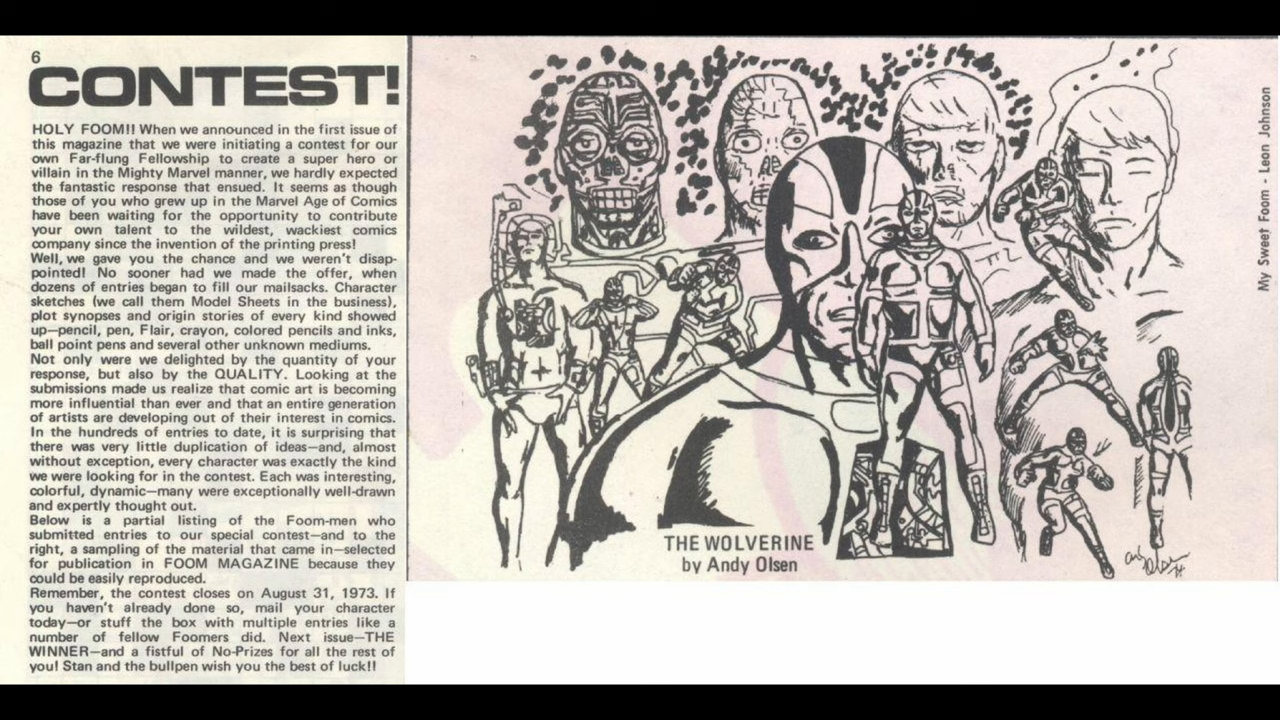 6
CONTEST!
HOLY FOOM!! When we announced in the first issue of
this magazine that we were initiating a contest for our
own Far-flung Fellowship to create a super hero or
villain in the Mighty Marvel manner, we hardly expected
the fantastic response that ensued. It seems as though
those of you who grew up in the Marvel Age of Comics
have been waiting for the opportunity to contribute
your own talent to the wildest, wackiest comics
company since the invention of the printing press!
Well, we gave you the chance and we weren't disap-
pointed! No sooner had we made the offer, when
dozens of entries began to fill our mailsacks. Character
sketches (we call them Model Sheets in the business),
plot synopses and origin stories of every kind showed
up—pencil, pen, Flair, crayon, colored pencils and inks,
ball point pens and several other unknown mediums.
Not only were we delighted by the quantity of your
response, but also by the QUALITY. Looking at the
submissions made us realize that comic art is becoming
more influential than ever and that an entire generation
of artists are developing out of their interest in comics.
In the hundreds of entries to date, it is surprising that
there was very little duplication of ideas—and, almost
without exception, every character was exactly the kind
we were looking for in the contest. Each was interesting,
colorful, dynamic—many were exceptionally well-drawn
and expertly thought out.
Below is a partial listing of the Foom-men who
submitted entries to our special contest—and to the
right, a sampling of the material that came in—selected
for publication in FOOM MAGAZINE because they
could be easily reproduced.
Remember, the contest closes on August 31, 1973. If
you haven't already done so, mail your character
today—or stuff the box with multiple entries like a
number of fellow Foomers did. Next issue—THE
WINNER—and a fistful of No-Prizes for all the rest of
you! Stan and the bullpen wish you the best of luck!!
THE WOLVERINE
by Andy Olsen
My Sweet Foom - Leon Johnson